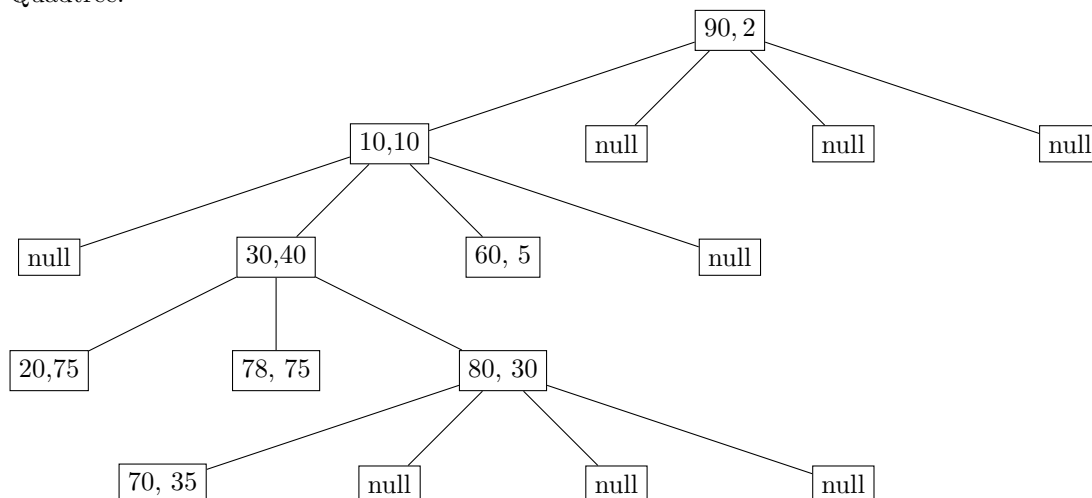 Quadtree:
90, 2
10,10
null
null
null
null
30,40
60, 5
null
20,75
78, 75
80, 30
70, 35
null
null
null